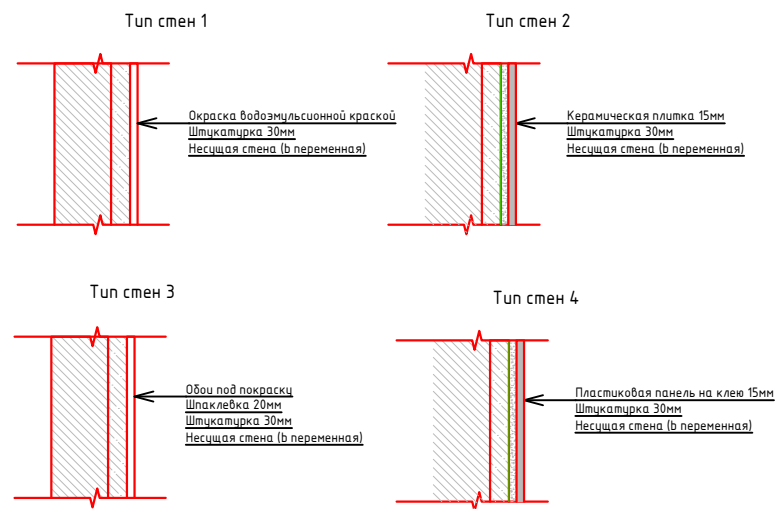 Тип стен 1
Окраска водоэмульсионной краской
Штукатурка 30мм
Несущая стена (b переменная)
Тип стен 2
Керамическая плитка 15мм
Штукатурка 30мм
Несущая стена (b переменная)
Тип стен 3
Обои под покраску
Шпаклевка 20мм
Штукатурка 30мм
Несущая стена (b переменная)
Тип стен 4
Пластиковая панель на клею 15мм
Штукатурка 30мм
Несущая стена (b переменная)